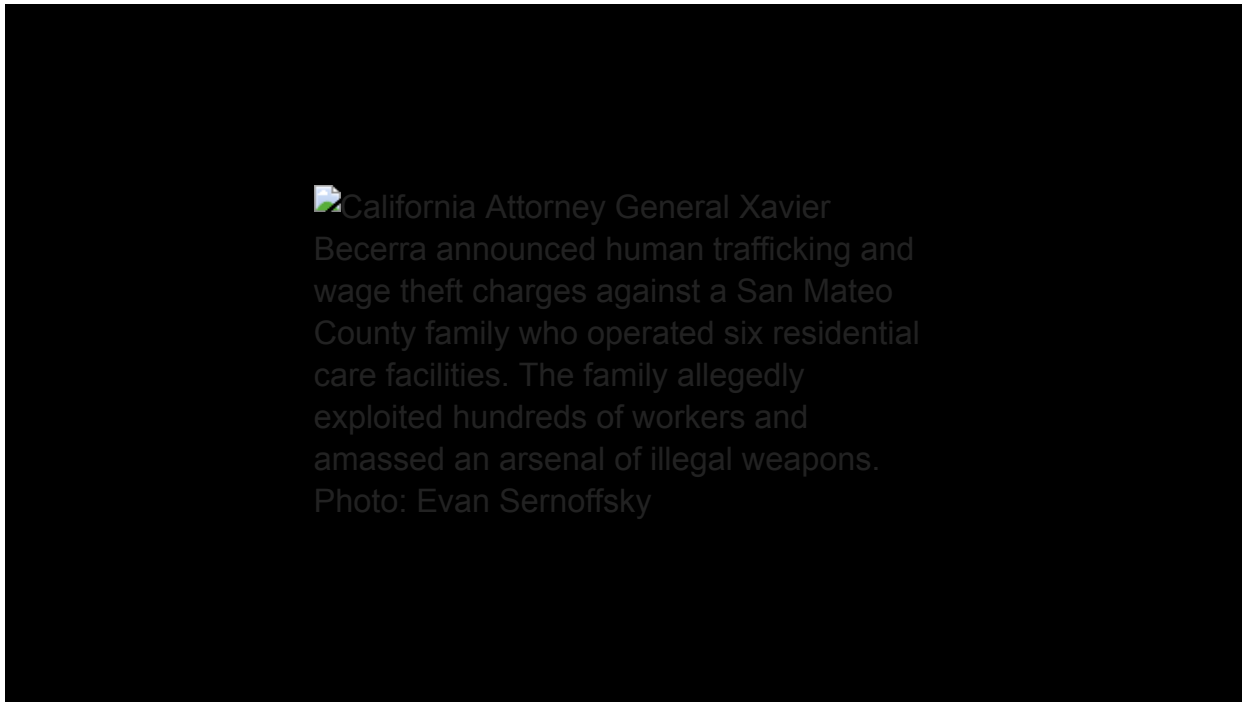 California Attorney General Xavier
Becerra announced human trafficking and
wage theft charges against a San Mateo
County family who operated six residential
care facilities. The family allegedly
exploited hundreds of workers and
amassed an arsenal of illegal weapons.
Photo: Evan Sernoffsky